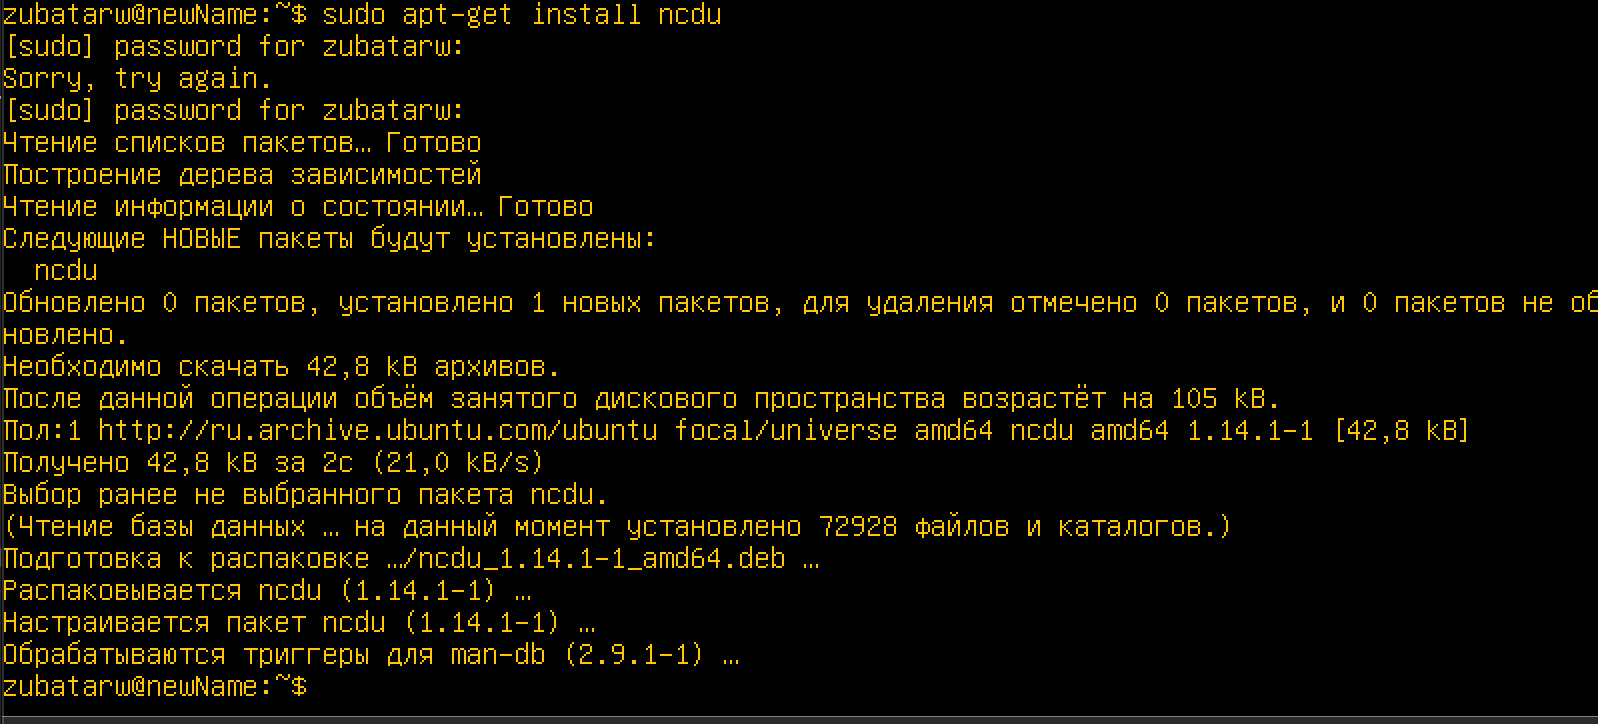 zubatarw@newName:~$ sudo apt-get install ncdu
[sudo] password for zubatarw:
Sorry, try again.
[sudo] password for zubatarw:
Чтение списков пакетов… Готово
Построение дерева зависимостей
Чтение информации о состоянии… Готово
Следующие НОВЫЕ пакеты будут установлены:
  ncdu
Обновлено 0 пакетов, установлено 1 новых пакетов, для удаления отмечено 0 пакетов, и 0 пакетов не об
новлено.
Необходимо скачать 42,8 kB архивов.
После данной операции объём занятого дискового пространства возрастёт на 105 kB.
Пол:1 http://ru.archive.ubuntu.com/ubuntu focal/universe amd64 ncdu amd64 1.14.1-1 [42,8 kB]
Получено 42,8 kB за 2с (21,0 kB/s)
Выбор ранее не выбранного пакета ncdu.
(Чтение базы данных … на данный момент установлено 72928 файлов и каталогов.)
Подготовка к распаковке …/ncdu_1.14.1-1_amd64.deb …
Распаковывается ncdu (1.14.1-1) …
Настраивается пакет ncdu (1.14.1-1) …
Обрабатываются триггеры для man-db (2.9.1-1) …
zubatarw@newName:~$